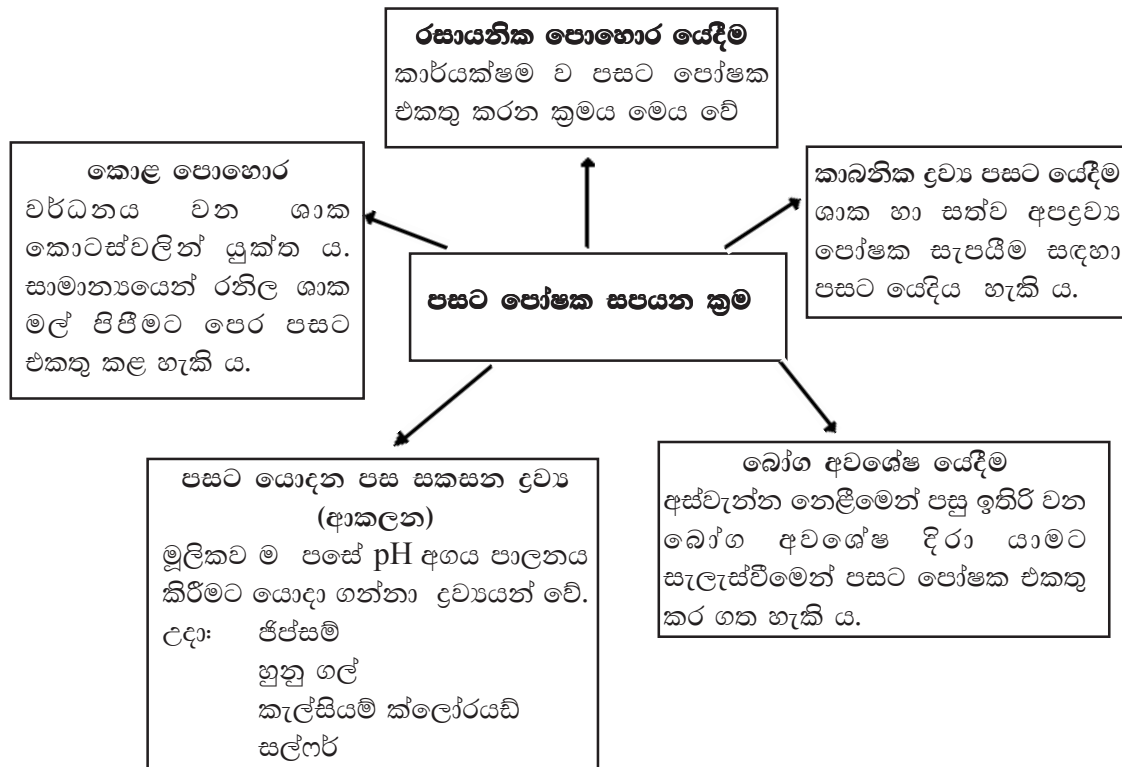 රසායනික පොහොර යෙදීම
කාර්යක්ෂම ව පසට පෝෂක
එකතු කරන ක්‍රමය මෙය වේ
කොළ පොහොර
වර්ධනය වන ශාක
කොටස්වලින් යුක්ත ය.
සාමාන්‍යයෙන් රනිල ශාක
මල් පිපීමට පෙර පසට
එකතු කළ හැකි ය.
කාබනික ද්‍රව්‍ය පසට යෙදීම
ශාක හා සත්ව අපද්‍රව්‍ය
පෝෂක සැපයීම සඳහා
පසට යෙදිය හැකි ය.
පසට පෝෂක සපයන ක්‍රම
පසට යොදන පස සකසන ද්‍රව්‍ය
(ආකලන)
මූලිකව ම පසේ pH අගය පාලනය
කිරීමට යොදා ගන්නා ද්‍රව්‍යයන් වේ.
උදා: ජිප්සම්
හුනු ගල්
කැල්සියම් ක්ලෝරයඩ්
සල්ෆර්
බෝග අවශේෂ යෙදීම
අස්වැන්න නෙළීමෙන් පසු ඉතිරි වන
බෝග අවශේෂ දිරා යාමට
සැලැස්වීමෙන් පසට පෝෂක එකතු
කර ගත හැකි ය.